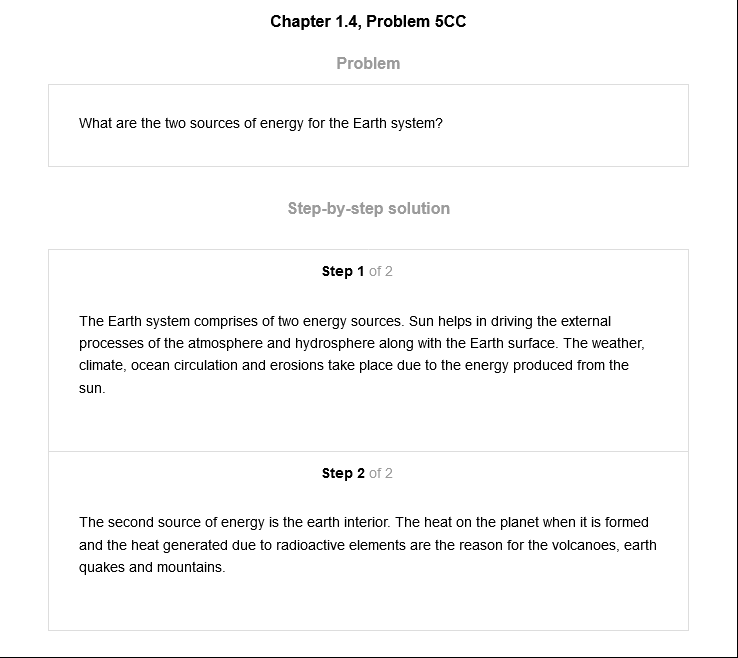 Chapter 1.4, Problem 5CC
Problem
What are the two sources of energy for the Earth system?
Step-by-step solution
Step 1 of 2
The Earth system comprises of two energy sources. Sun helps in driving the external
processes of the atmosphere and hydrosphere along with the Earth surface. The weather,
climate, ocean circulation and erosions take place due to the energy produced from the
sun.
Step 2 of 2
The second source of energy is the earth interior. The heat on the planet when it is formed
and the heat generated due to radioactive elements are the reason for the volcanoes, earth
quakes and mountains.